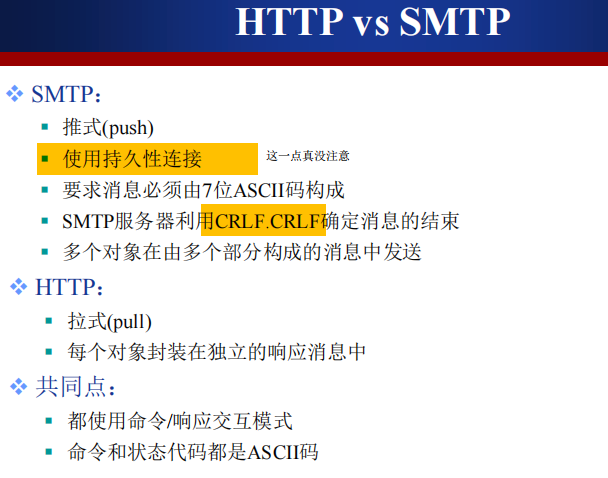 HTTP vs SMTP
SMTP：
推式(push)
使用持久性连接 这一点真没注意
要求消息必须由7位ASCII码构成
SMTP服务器利用CRLF.CRLF确定消息的结束
多个对象在由多个部分构成的消息中发送
HTTP：
拉式(pull)
每个对象封装在独立的响应消息中
共同点：
都使用命令/响应交互模式
命令和状态代码都是ASCII码